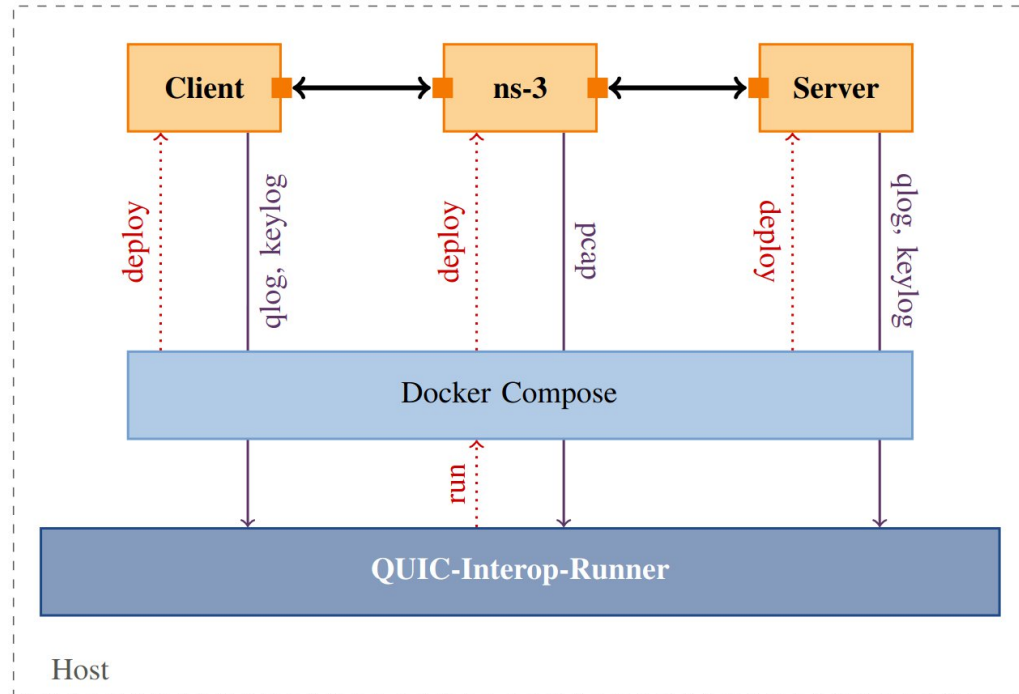 Client
ns-3
Server
deploy
qlog, keylog
deploy
pcap
deploy
qlog, keylog
Docker Compose
run
QUIC-Interop-Runner
Host